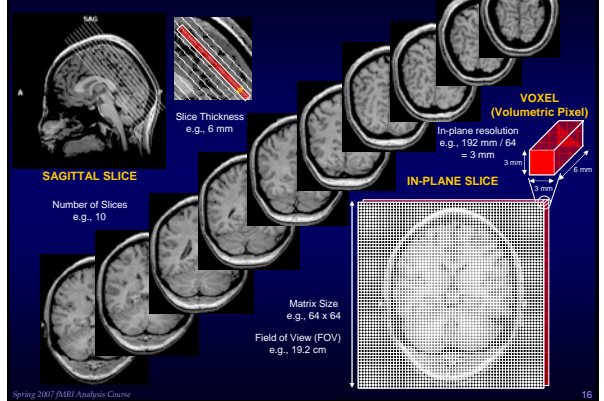 SAG
A
SAGITTAL SLICE
Slice Thickness
e.g., 6 mm
Number of Slices
e.g., 10
VOXEL
(Volumetric Pixel)
In-plane resolution
e.g., 192 mm / 64
= 3 mm
3 mm
3 mm
6 mm
IN-PLANE SLICE
Matrix Size
e.g., 64 x 64
Field of View (FOV)
e.g., 19.2 cm
Spring 2007 fMRI Analysis Course
16